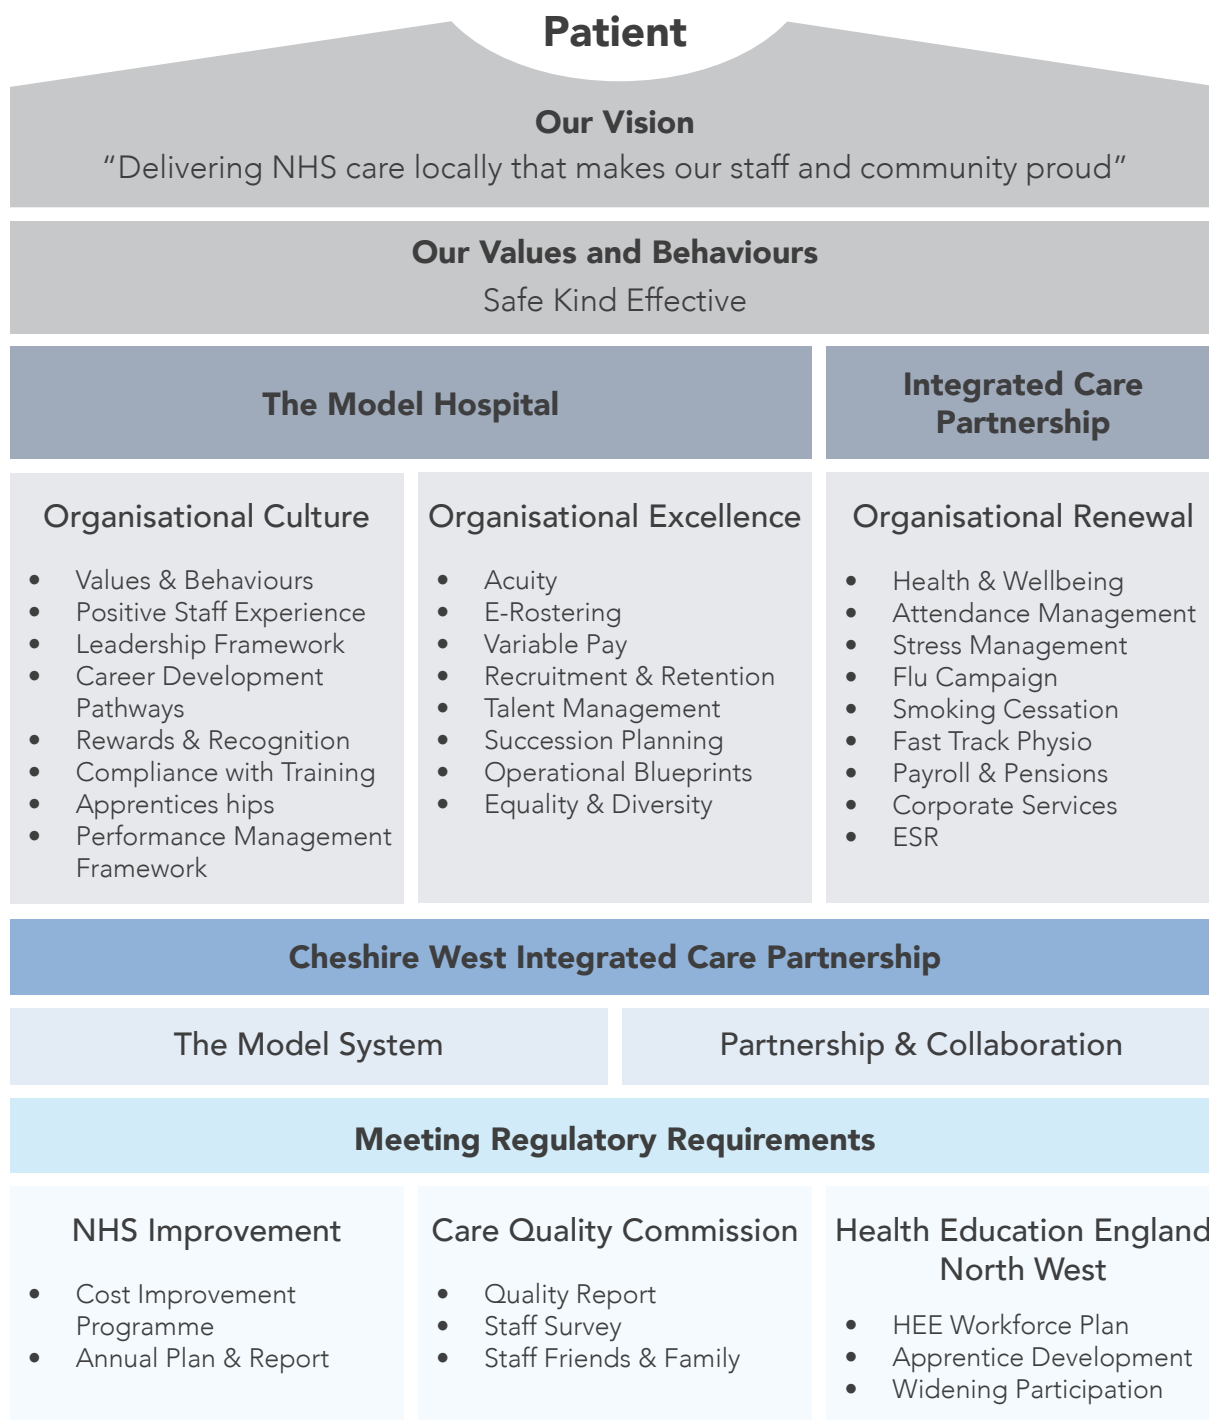 Patient
Our Vision
“Delivering NHS care locally that makes our staff and community proud”
Our Values and Behaviours
Safe Kind Effective
The Model Hospital
Integrated Care
Partnership
Organisational Culture
• Values & Behaviours
• Positive Staff Experience
• Leadership Framework
• Career Development
Pathways
• Rewards & Recognition
• Compliance with Training
• Apprentices hips
• Performance Management
Framework
Organisational Excellence
• Acuity
• E-Rostering
• Variable Pay
• Recruitment & Retention
• Talent Management
• Succession Planning
• Operational Blueprints
• Equality & Diversity
Organisational Renewal
• Health & Wellbeing
• Attendance Management
• Stress Management
• Flu Campaign
• Smoking Cessation
• Fast Track Physio
• Payroll & Pensions
• Corporate Services
• ESR
Cheshire West Integrated Care Partnership
The Model System
Partnership & Collaboration
Meeting Regulatory Requirements
NHS Improvement
• Cost Improvement
Programme
• Annual Plan & Report
Care Quality Commission
• Quality Report
• Staff Survey
• Staff Friends & Family
Health Education England
North West
• HEE Workforce Plan
• Apprentice Development
• Widening Participation